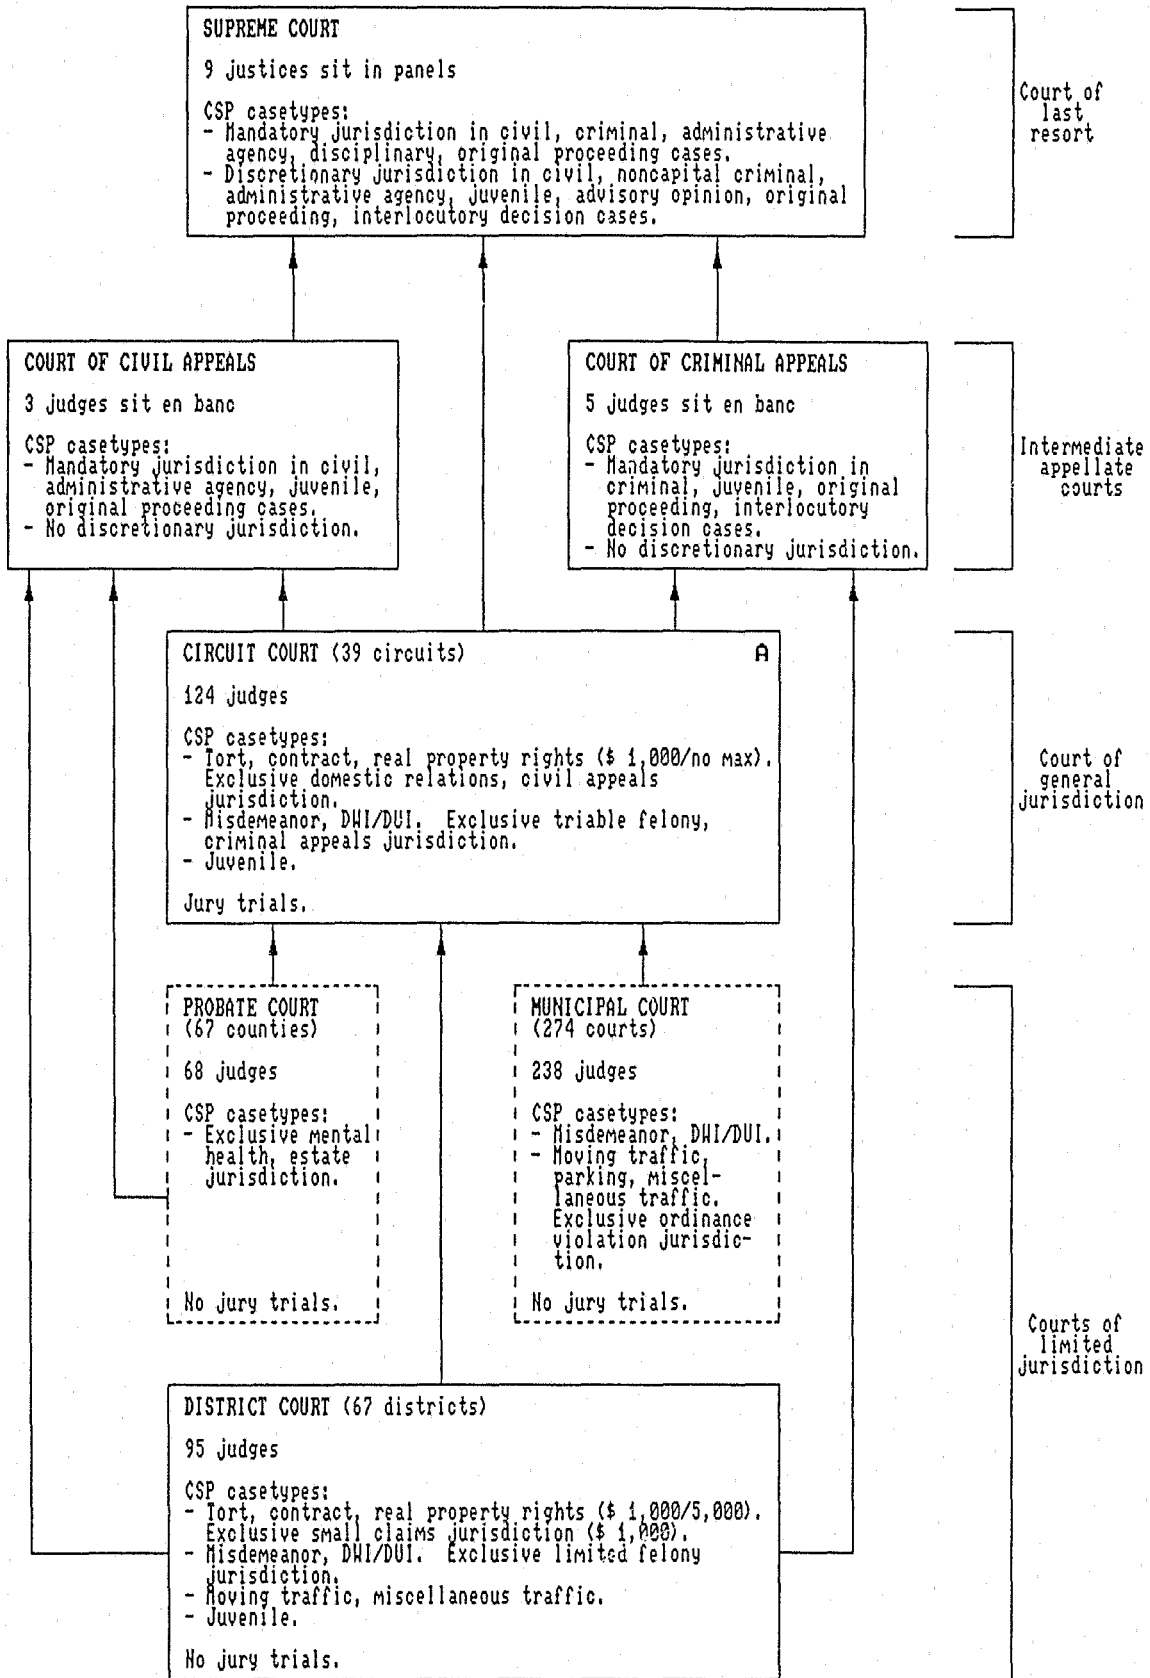 SUPREME COURT
9 justices sit in panels
CSP casetypes:
- Mandatory jurisdiction in civil, criminal, administrative
agency, disciplinary, original proceeding cases.
- Discretionary jurisdiction in civil, noncapital criminal,
administrative agency, juvenile, advisory opinion, original
proceeding, interlocutory decision cases.
Court of
last
resort
COURT OF CIVIL APPEALS
3 judges sit en banc
CSP casetypes:
- Mandatory jurisdiction in civil,
administrative agency, juvenile,
original proceeding cases.
- No discretionary jurisdiction.
COURT OF CRIMINAL APPEALS
5 judges sit en banc
CSP casetypes:
- Mandatory jurisdiction in
criminal, juvenile, original
proceeding, interlocutory
decision cases.
- No discretionary jurisdiction.
Intermediate
appellate
courts
CIRCUIT COURT (39 circuits) A
124 judges
CSP casetypes:
- Tort, contract, real property rights ($ 1,000/no max).
Exclusive domestic relations, civil appeals
jurisdiction.
- Misdemeanor, DWI/DUI. Exclusive triable felony,
criminal appeals jurisdiction.
- Juvenile.
Jury trials.
Court of
general
jurisdiction
PROBATE COURT
(67 counties)
68 judges
CSP casetypes:
- Exclusive mental
health, estate
jurisdiction.
No jury trials.
MUNICIPAL COURT
(274 courts)
238 judges
CSP casetypes:
- Misdemeanor, DWI/DUI.
- Moving traffic,
parking, miscel-
laneous traffic.
Exclusive ordinance
violation jurisdic-
tion.
No jury trials.
Courts of
limited
jurisdiction
DISTRICT COURT (67 districts)
95 judges
CSP casetypes:
- Tort, contract, real property rights ($ 1,000/5,000).
Exclusive small claims jurisdiction ($ 1,000).
- Misdemeanor, DWI/DUI. Exclusive limited felony
jurisdiction.
- Moving traffic, miscellaneous traffic.
- Juvenile.
No jury trials.